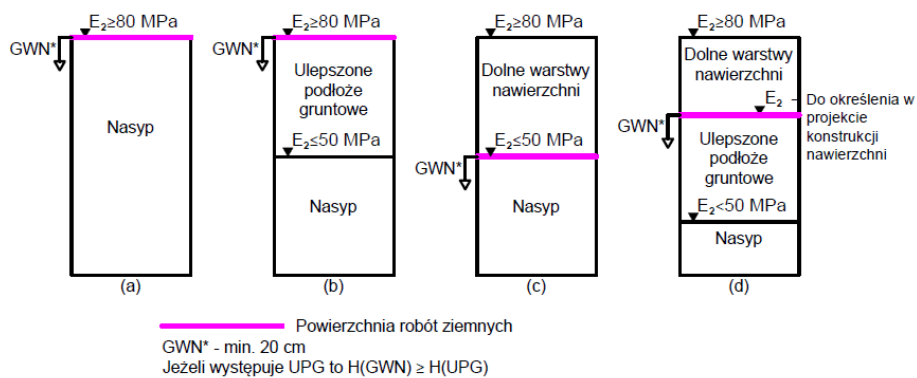 E₂≥80 MPa
GWN*
Nasyp
(a)
E₂≥80 MPa
GWN*
Ulepszone
podłoże
gruntowe
E₂≤50 MPa
Nasyp
(b)
E₂≥80 MPa
Dolne warstwy
nawierzchni
E₂≤50 MPa
GWN*
Nasyp
(c)
E₂≥80 MPa
Dolne warstwy
nawierzchni
E₂ – Do określenia w
projekcie
konstrukcji
nawierzchni
GWN*
Ulepszone
podłoże
gruntowe
E₂<50 MPa
Nasyp
(d)
Powierzchnia robót ziemnych
GWN* - min. 20 cm
Jeżeli występuje UPG to H(GWN) ≥ H(UPG)